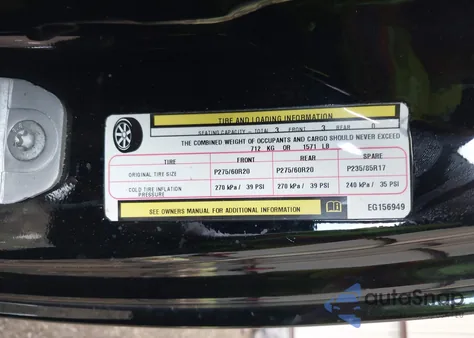 TIRE AND LOADING INFORMATION
SEATING CAPACITY - TOTAL 3 FRONT 3 REAR 0
THE COMBINED WEIGHT OF OCCUPANTS AND CARGO SHOULD NEVER EXCEED
712 KG OR 1571 LB
TIRE FRONT REAR SPARE
ORIGINAL TIRE SIZE P275/60R20 P275/60R20 P235/85R17
COLD TIRE INFLATION PRESSURE 270 kPa / 39 PSI 270 kPa / 39 PSI 240 kPa / 35 PSI
SEE OWNERS MANUAL FOR ADDITIONAL INFORMATION EG156949
autoSnap